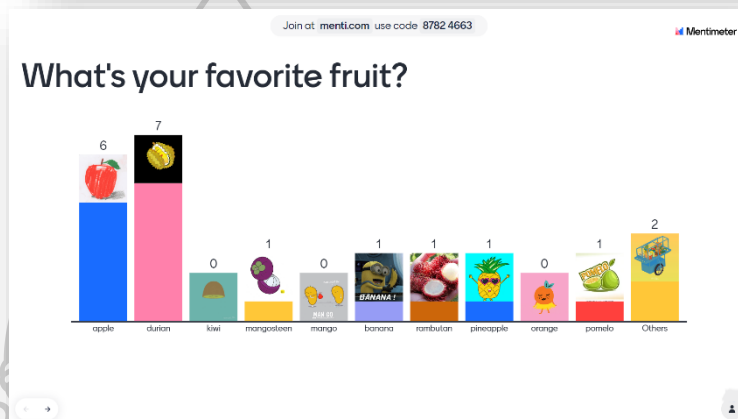 Join at menti.com use code 8782 4663
Mentimeter
What's your favorite fruit?
6
7
0
1
0
1
1
1
0
1
2
BANANA!
POMELO
apple
durian
kiwi
mangosteen
mango
banana
rambutan
pineapple
orange
pomelo
Others